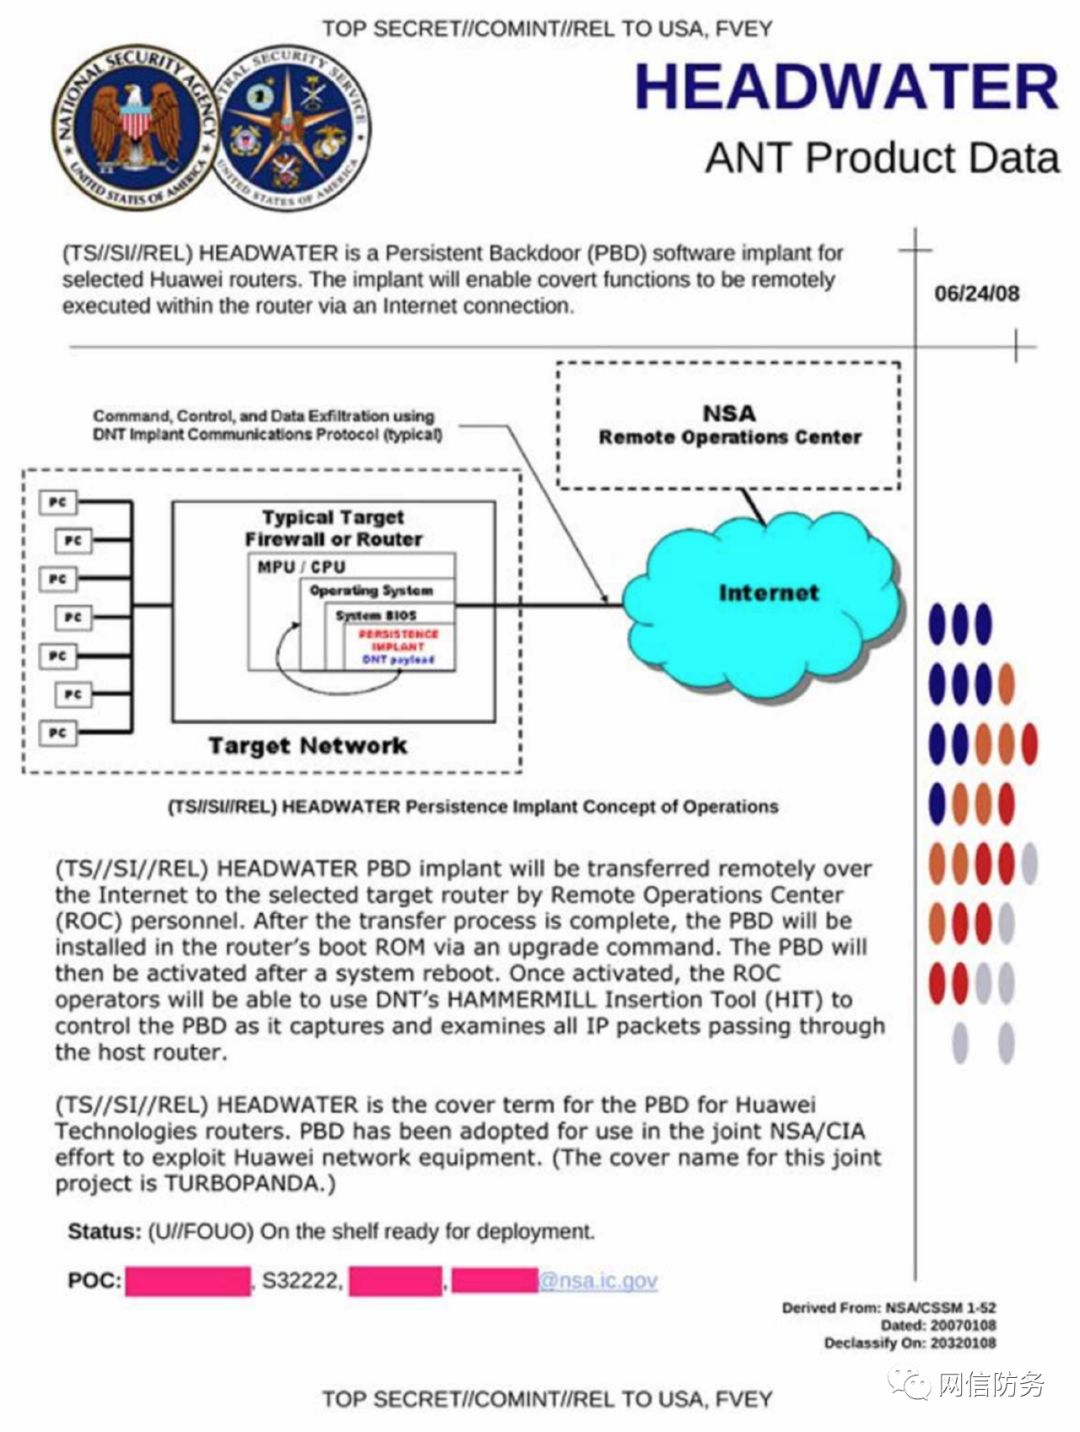 TOP SECRET//COMINT//REL TO USA, FVEY
NATIONAL SECURITY AGENCY
UNITED STATES OF AMERICA
TRAL SECURITY SERVICE
UNITED STATES OF AMERICA
HEADWATER
ANT Product Data
(TS//SI//REL) HEADWATER is a Persistent Backdoor (PBD) software implant for
selected Huawei routers. The implant will enable covert functions to be remotely
executed within the router via an Internet connection.
06/24/08
Command, Control, and Data Exfiltration using
DNT Implant Communications Protocol (typical)
NSA
Remote Operations Center
PC
PC
PC
PC
PC
PC
PC
Typical Target
Firewall or Router
MPU / CPU
Operating System
System BIOS
PERSISTENCE
IMPLANT
DNT payload
Internet
Target Network
(TS//SI//REL) HEADWATER Persistence Implant Concept of Operations
(TS//SI//REL) HEADWATER PBD implant will be transferred remotely over
the Internet to the selected target router by Remote Operations Center
(ROC) personnel. After the transfer process is complete, the PBD will be
installed in the router's boot ROM via an upgrade command. The PBD will
then be activated after a system reboot. Once activated, the ROC
operators will be able to use DNT's HAMMERMILL Insertion Tool (HIT) to
control the PBD as it captures and examines all IP packets passing through
the host router.
(TS//SI//REL) HEADWATER is the cover term for the PBD for Huawei
Technologies routers. PBD has been adopted for use in the joint NSA/CIA
effort to exploit Huawei network equipment. (The cover name for this joint
project is TURBOPANDA.)
Status: (U//FOUO) On the shelf ready for deployment.
POC: , S32222, , @nsa.ic.gov
Derived From: NSA/CSSM 1-52
Dated: 20070108
Declassify On: 20320108
网信防务
TOP SECRET//COMINT//REL TO USA, FVEY